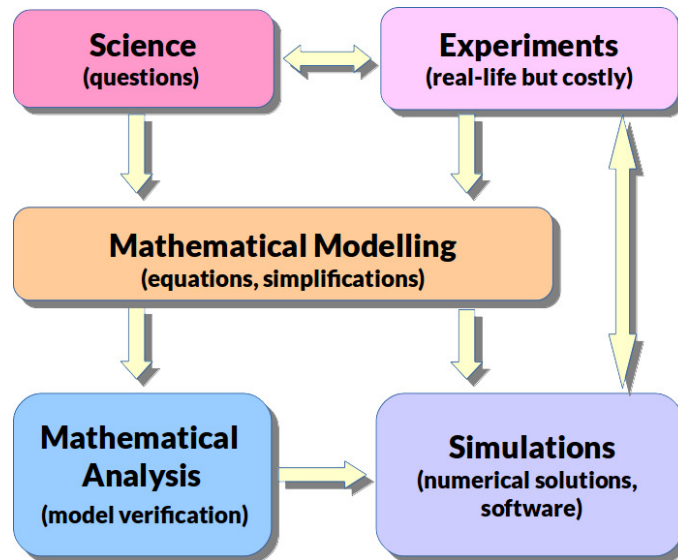 Science
(questions)
Experiments
(real-life but costly)
Mathematical Modelling
(equations, simplifications)
Mathematical
Analysis
(model verification)
Simulations
(numerical solutions,
software)